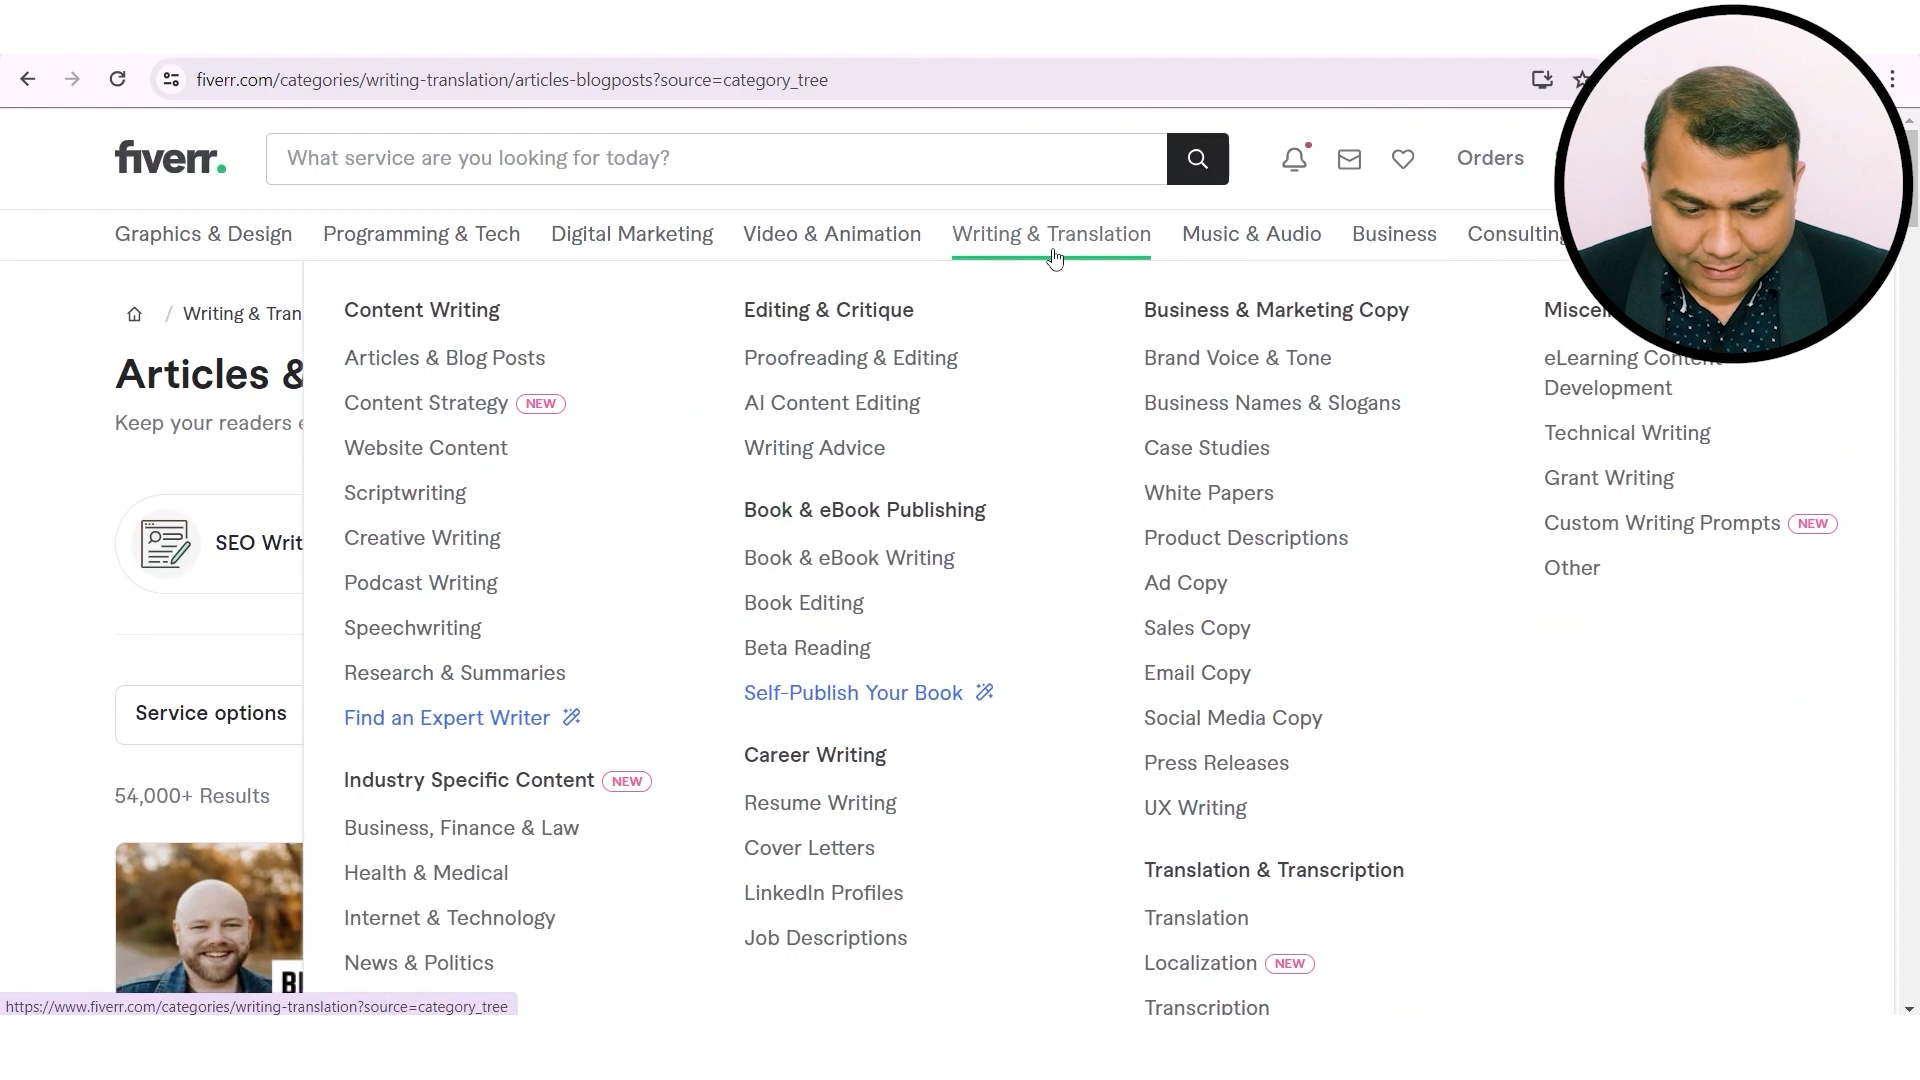 fiverr.com/categories/writing-translation/articles-blogposts?source=category_tree
fiverr.
What service are you looking for today?
Orders
Graphics & Design
Programming & Tech
Digital Marketing
Video & Animation
Writing & Translation
Music & Audio
Business
Consulting
/ Writing & Tran
Articles &
Keep your readers
SEO Writ
Service options
54,000+ Results
Content Writing
Articles & Blog Posts
Content Strategy NEW
Website Content
Scriptwriting
Creative Writing
Podcast Writing
Speechwriting
Research & Summaries
Find an Expert Writer
Industry Specific Content NEW
Business, Finance & Law
Health & Medical
Internet & Technology
News & Politics
Editing & Critique
Proofreading & Editing
AI Content Editing
Writing Advice
Book & eBook Publishing
Book & eBook Writing
Book Editing
Beta Reading
Self-Publish Your Book
Career Writing
Resume Writing
Cover Letters
LinkedIn Profiles
Job Descriptions
Business & Marketing Copy
Brand Voice & Tone
Business Names & Slogans
Case Studies
White Papers
Product Descriptions
Ad Copy
Sales Copy
Email Copy
Social Media Copy
Press Releases
UX Writing
Translation & Transcription
Translation
Localization NEW
Transcription
eLearning Content
Development
Technical Writing
Grant Writing
Custom Writing Prompts NEW
Other
https://www.fiverr.com/categories/writing-translation?source=category_tree